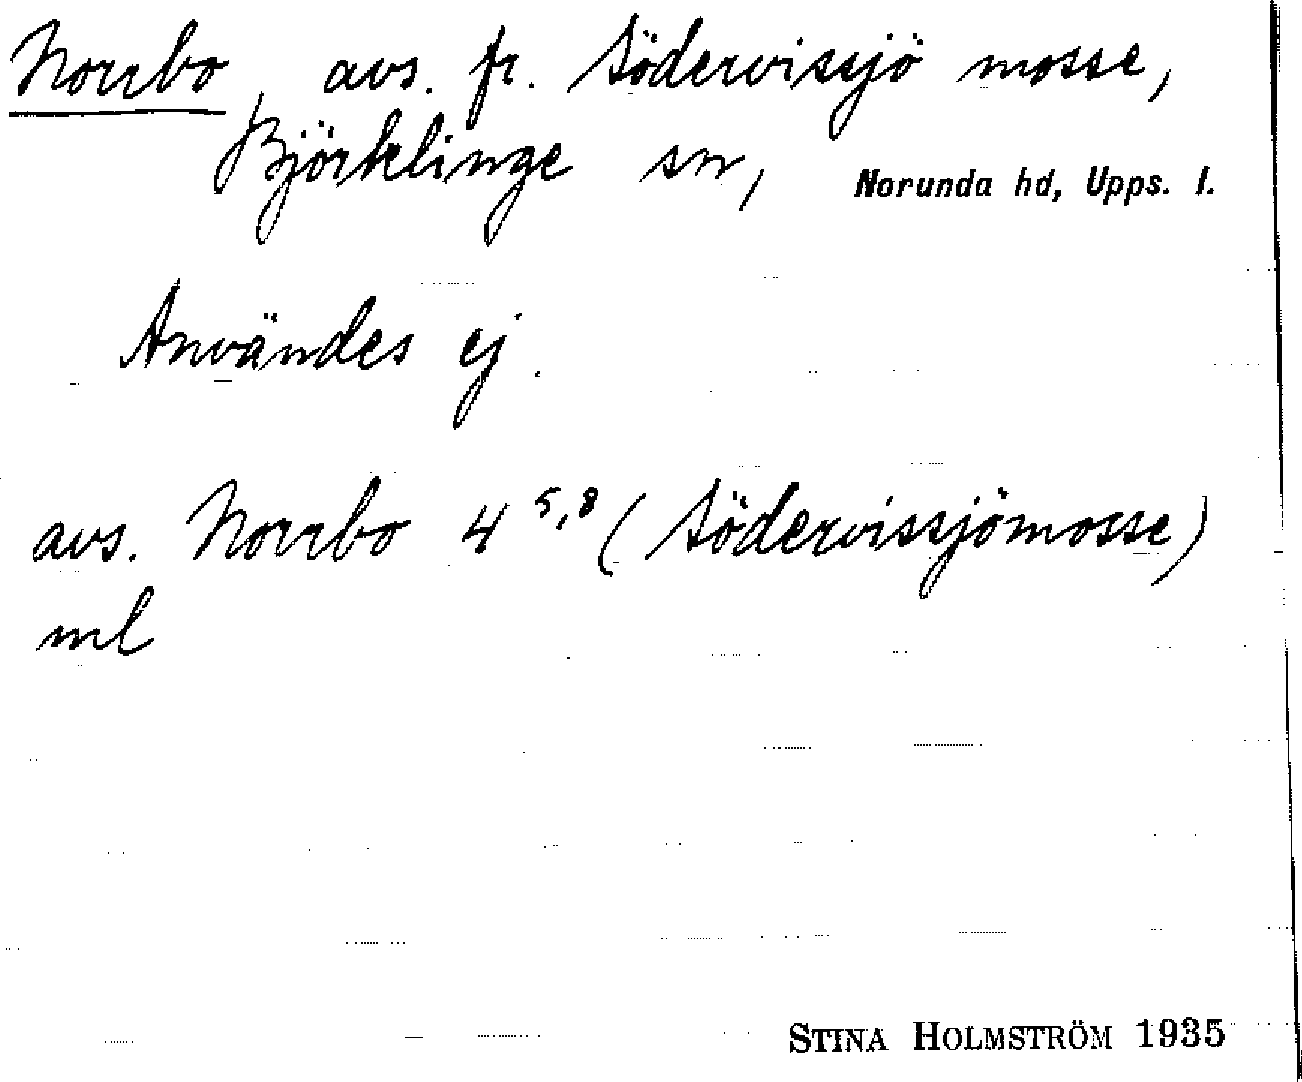 Norrbo, avs. fr. Södervissjö mosse,
Björklinge sn, Norunda hd, Upps. l.
Användes ej.
avs. Norrbo 4 5,8 (Södervissjömosse)
ml
STINA HOLMSTRÖM 1935